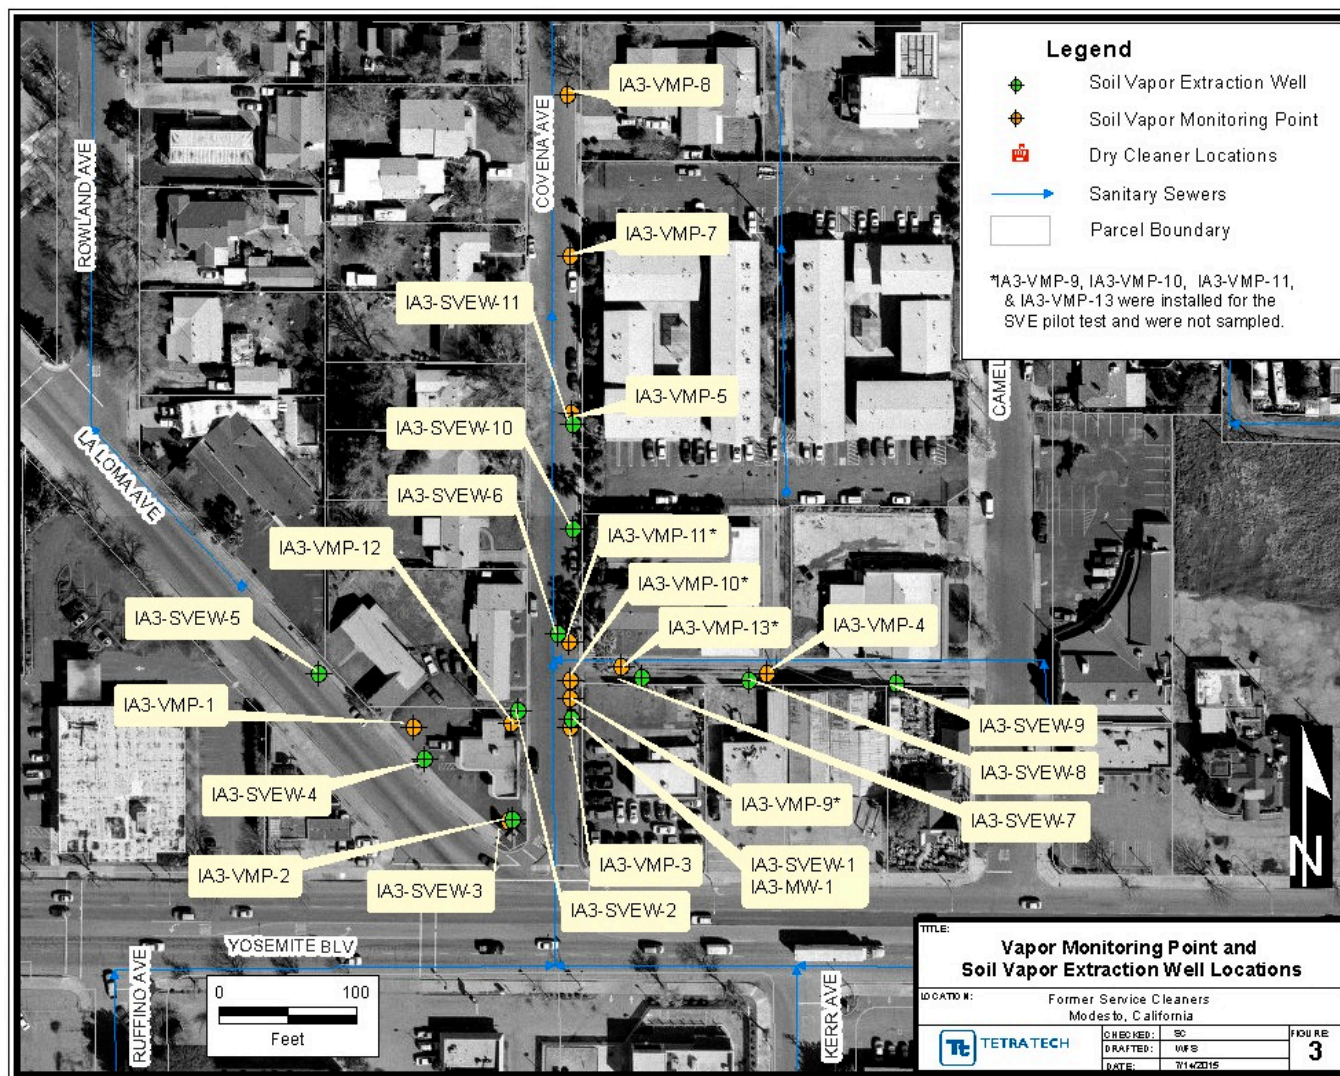 Legend
Soil Vapor Extraction Well
Soil Vapor Monitoring Point
Dry Cleaner Locations
Sanitary Sewers
Parcel Boundary
*IA3-VMP-9, IA3-VMP-10, IA3-VMP-11,
& IA3-VMP-13 were installed for the
SVE pilot test and were not sampled.
IA3-VMP-8
ROWLAND AVE
COVENA AVE
IA3-VMP-7
IA3-SVEW-11
CAMEL
IA3-VMP-5
IA3-SVEW-10
LA LOMA AVE
IA3-SVEW-6
IA3-VMP-11*
IA3-VMP-12
IA3-VMP-10*
IA3-SVEW-5
IA3-VMP-13*
IA3-VMP-4
IA3-VMP-1
IA3-SVEW-9
IA3-SVEW-8
IA3-SVEW-4
IA3-VMP-9*
IA3-SVEW-7
IA3-VMP-2
IA3-SVEW-3
IA3-VMP-3
IA3-SVEW-1
IA3-MW-1
IA3-SVEW-2
N
YOSEMITE BLV
RUFFINO AVE
KERR AVE
0 100
Feet
TITLE:
Vapor Monitoring Point and
Soil Vapor Extraction Well Locations
LOCATION:
Former Service Cleaners
Modesto, California
Tt TETRA TECH
CHECKED: SC
DRAFTED: WFS
DATE: 7/14/2015
FIGURE
3